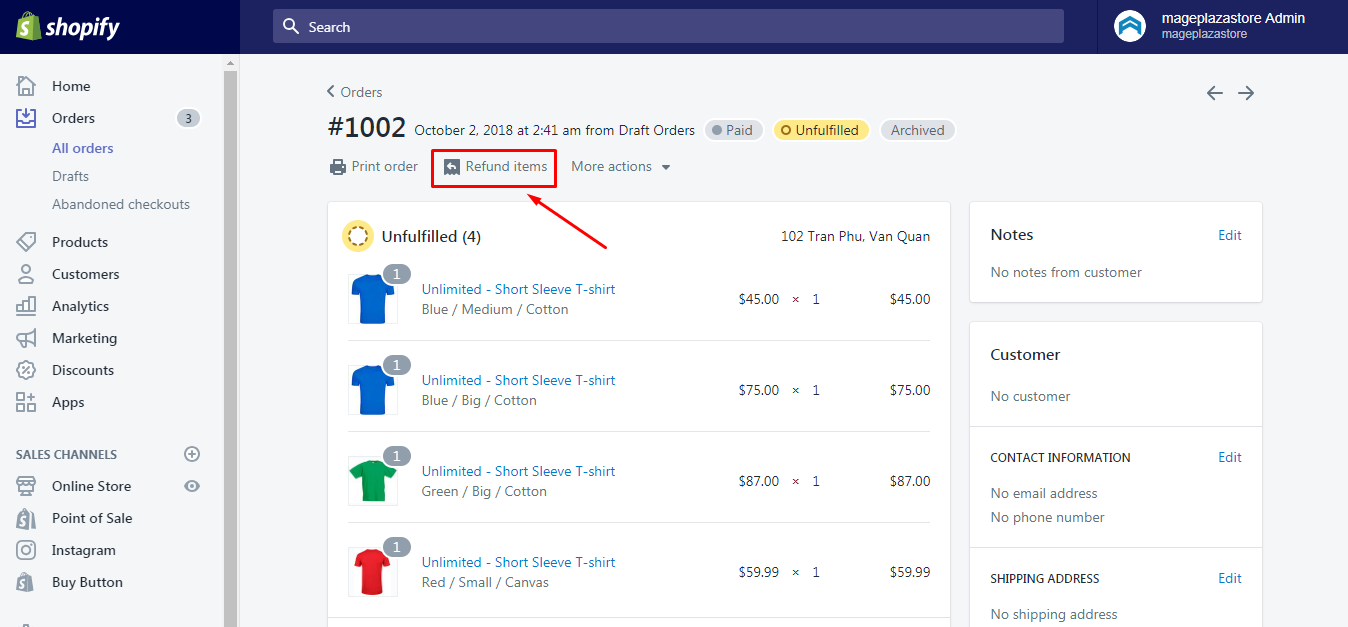 shopify
Search
mageplazastore Admin
mageplazastore
Home
Orders 3
All orders
Drafts
Abandoned checkouts
Products
Customers
Analytics
Marketing
Discounts
Apps
SALES CHANNELS
Online Store
Point of Sale
Instagram
Buy Button
Orders
#1002 October 2, 2018 at 2:41 am from Draft Orders Paid Unfulfilled Archived
Print order Refund items More actions
Unfulfilled (4) 102 Tran Phu, Van Quan
1
Unlimited - Short Sleeve T-shirt
Blue / Medium / Cotton
$45.00 × 1 $45.00
1
Unlimited - Short Sleeve T-shirt
Blue / Big / Cotton
$75.00 × 1 $75.00
1
Unlimited - Short Sleeve T-shirt
Green / Big / Cotton
$87.00 × 1 $87.00
1
Unlimited - Short Sleeve T-shirt
Red / Small / Canvas
$59.99 × 1 $59.99
Notes Edit
No notes from customer
Customer
No customer
CONTACT INFORMATION Edit
No email address
No phone number
SHIPPING ADDRESS Edit
No shipping address